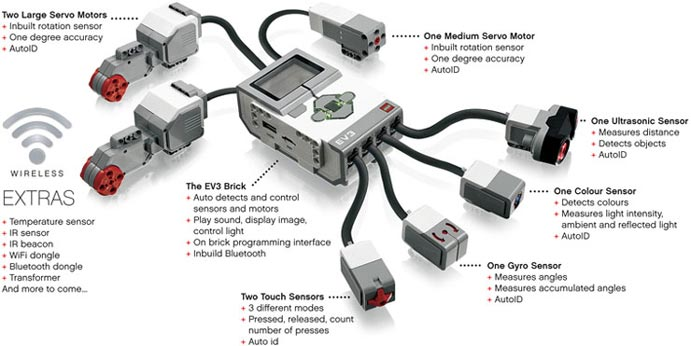 Two Large Servo Motors
+ Inbuilt rotation sensor
+ One degree accuracy
+ AutoID
One Medium Servo Motor
+ Inbuilt rotation sensor
+ One degree accuracy
+ AutoID
One Ultrasonic Sensor
+ Measures distance
+ Detects objects
+ AutoID
WIRELESS
EXTRAS
+ Temperature sensor
+ IR sensor
+ IR beacon
+ WiFi dongle
+ Bluetooth dongle
+ Transformer
And more to come...
The EV3 Brick
+ Auto detects and control
sensors and motors
+ Play sound, display image,
control light
+ On brick programming interface
+ Inbuild Bluetooth
EV3
One Colour Sensor
+ Detects colours
+ Measures light intensity,
ambient and reflected light
+ AutoID
One Gyro Sensor
+ Measures angles
+ Measures accumulated angles
+ AutoID
Two Touch Sensors
+ 3 different modes
+ Pressed, released, count
number of presses
+ Auto id